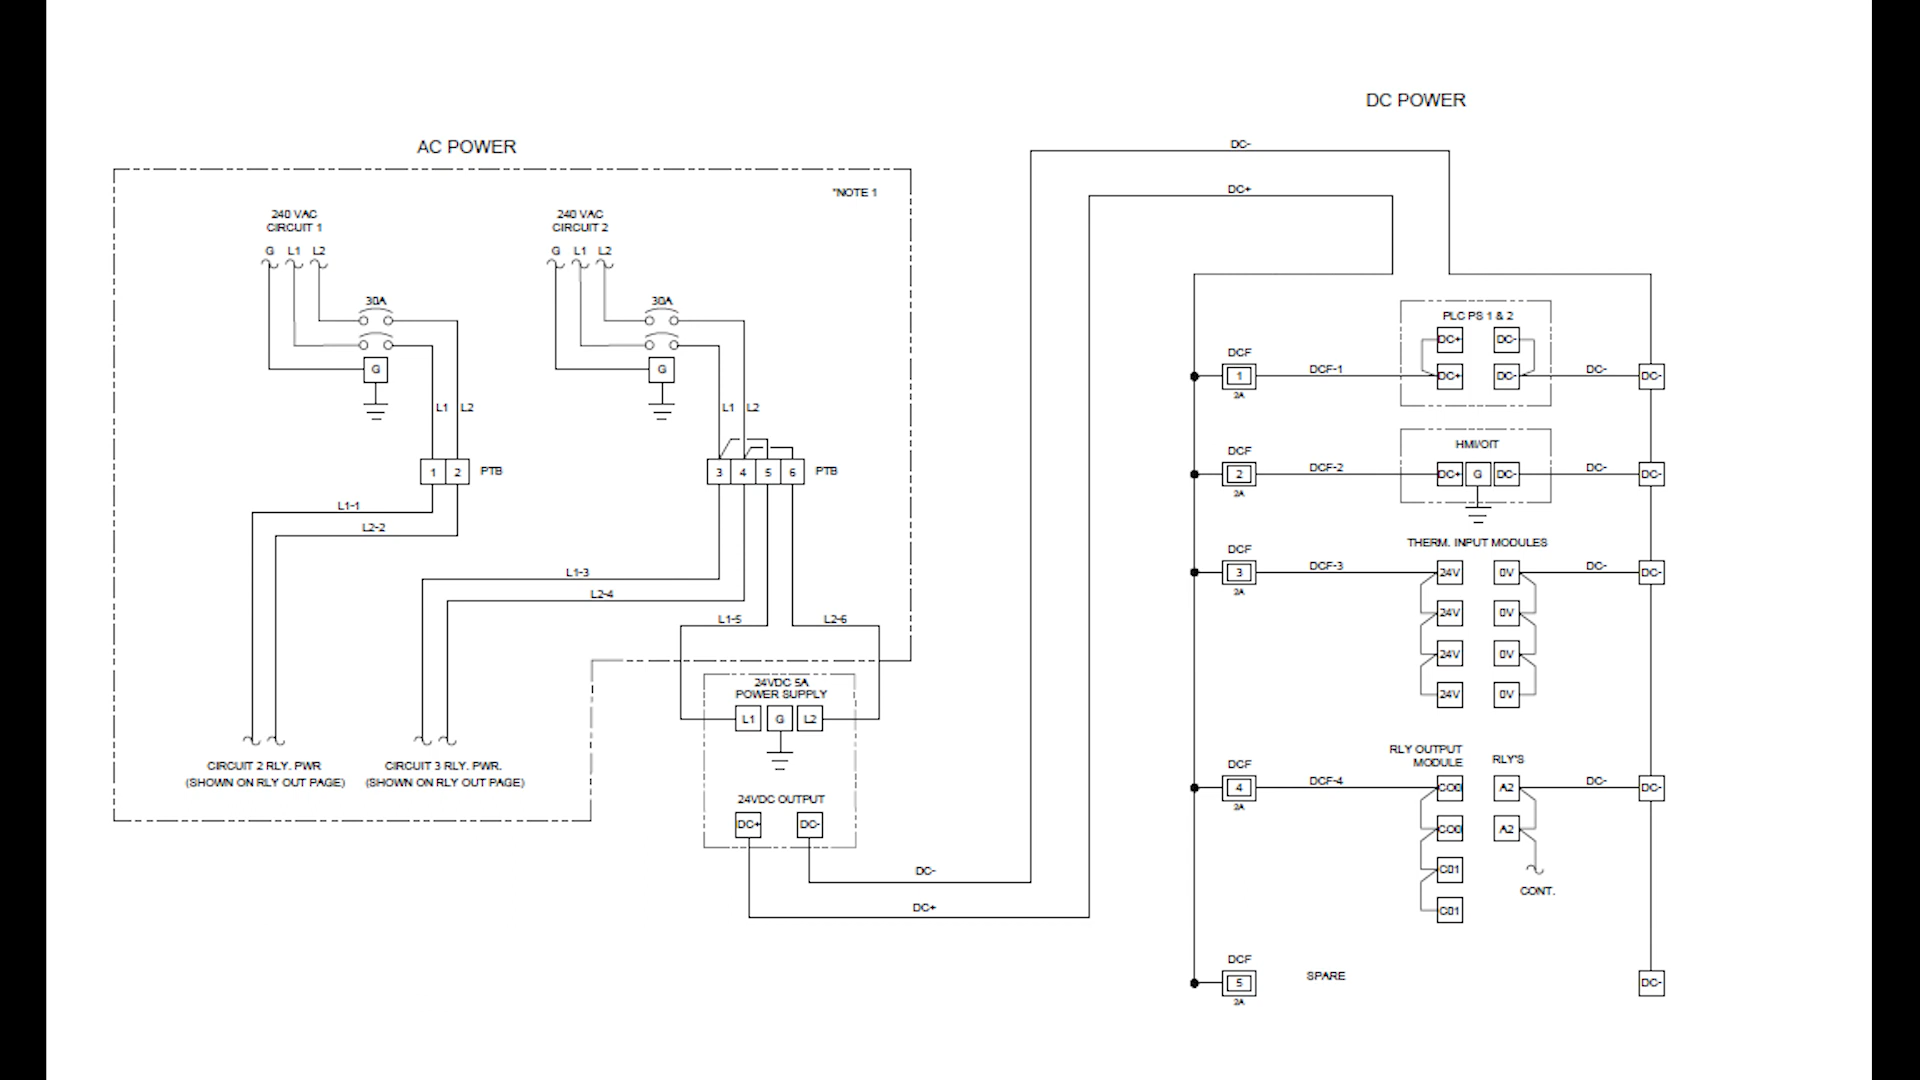 DC POWER
AC POWER
*NOTE 1
240 VAC
CIRCUIT 1
G L1 L2
30A
G
L1 L2
1 2 PTB
L1-1
L2-2
240 VAC
CIRCUIT 2
G L1 L2
30A
G
L1 L2
3 4 5 6 PTB
L1-3
L2-4
L1-5
L2-6
CIRCUIT 2 RLY. PWR
(SHOWN ON RLY OUT PAGE)
CIRCUIT 3 RLY. PWR.
(SHOWN ON RLY OUT PAGE)
24VDC 5A
POWER SUPPLY
L1 G L2
24VDC OUTPUT
DC+ DC-
DC-
DC+
DC-
DC+
PLC PS 1 & 2
DC+ DC-
DCF
1 DCF-1 DC+ DC- DC- DC-
2A
HMI/OIT
DCF
2 DCF-2 DC+ G DC- DC- DC-
2A
THERM. INPUT MODULES
DCF
3 DCF-3 24V 0V DC- DC-
2A
24V 0V
24V 0V
24V 0V
RLY OUTPUT
MODULE
RLY'S
DCF
4 DCF-4 CO0 A2 DC- DC-
2A
CO0 A2
C01
CONT.
C01
DCF
5 SPARE DC-
2A